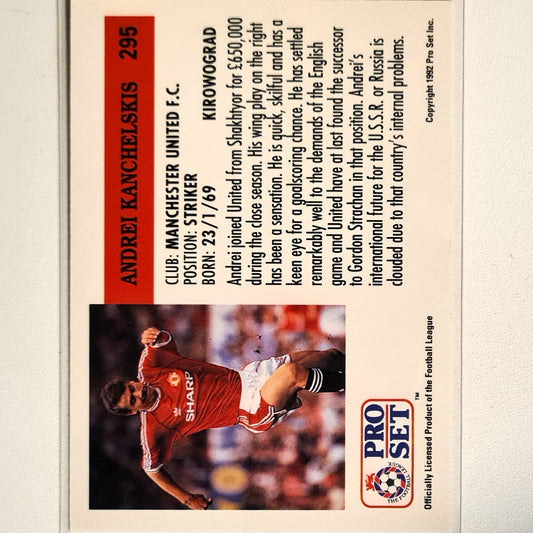 ANDREI KANCHELSKIS 295
CLUB: MANCHESTER UNITED F.C.
POSITION: STRIKER
BORN: 23/1/69 KIROWOGRAD
Andrei joined United from Shakhtyor for £650,000
during the close season. His wing play on the right
has been a sensation. He is quick, skilful and has a
keen eye for a goalscoring chance. He has settled
remarkably well to the demands of the English
game and United have at last found the successor
to Gordon Strachan in that position. Andrei's
international future for the U.S.S.R. or Russia is
clouded due to that country's internal problems.
SHARP
PRO
SET
™
THE FOOTBALL LEAGUE
Officially Licensed Product of the Football League
Copyright 1992 Pro Set Inc.